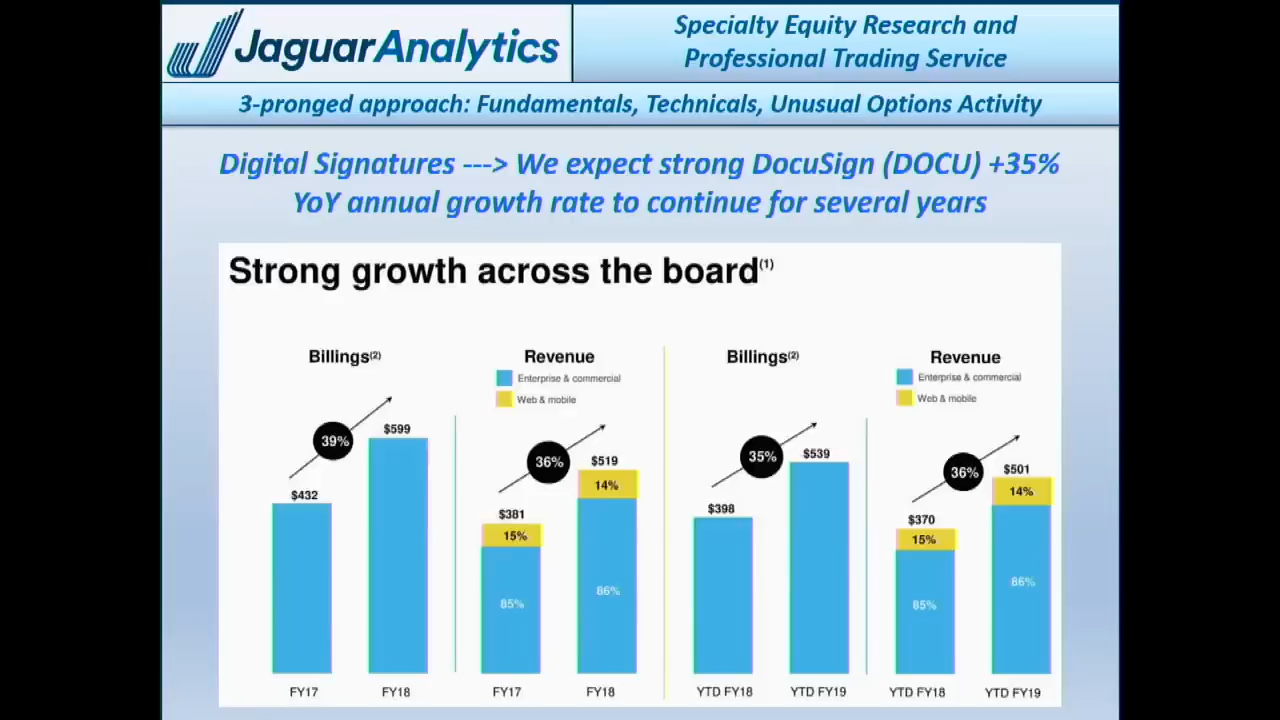 JaguarAnalytics
Specialty Equity Research and
Professional Trading Service
3-pronged approach: Fundamentals, Technicals, Unusual Options Activity
Digital Signatures ---> We expect strong DocuSign (DOCU) +35%
YoY annual growth rate to continue for several years
Strong growth across the board(1)
Billings(2)
39%
$432
$599
FY17
FY18
Revenue
Enterprise & commercial
Web & mobile
36%
$381
15%
85%
$519
14%
86%
FY17
FY18
Billings(2)
35%
$398
$539
YTD FY18
YTD FY19
Revenue
Enterprise & commercial
Web & mobile
36%
$370
15%
85%
$501
14%
86%
YTD FY18
YTD FY19